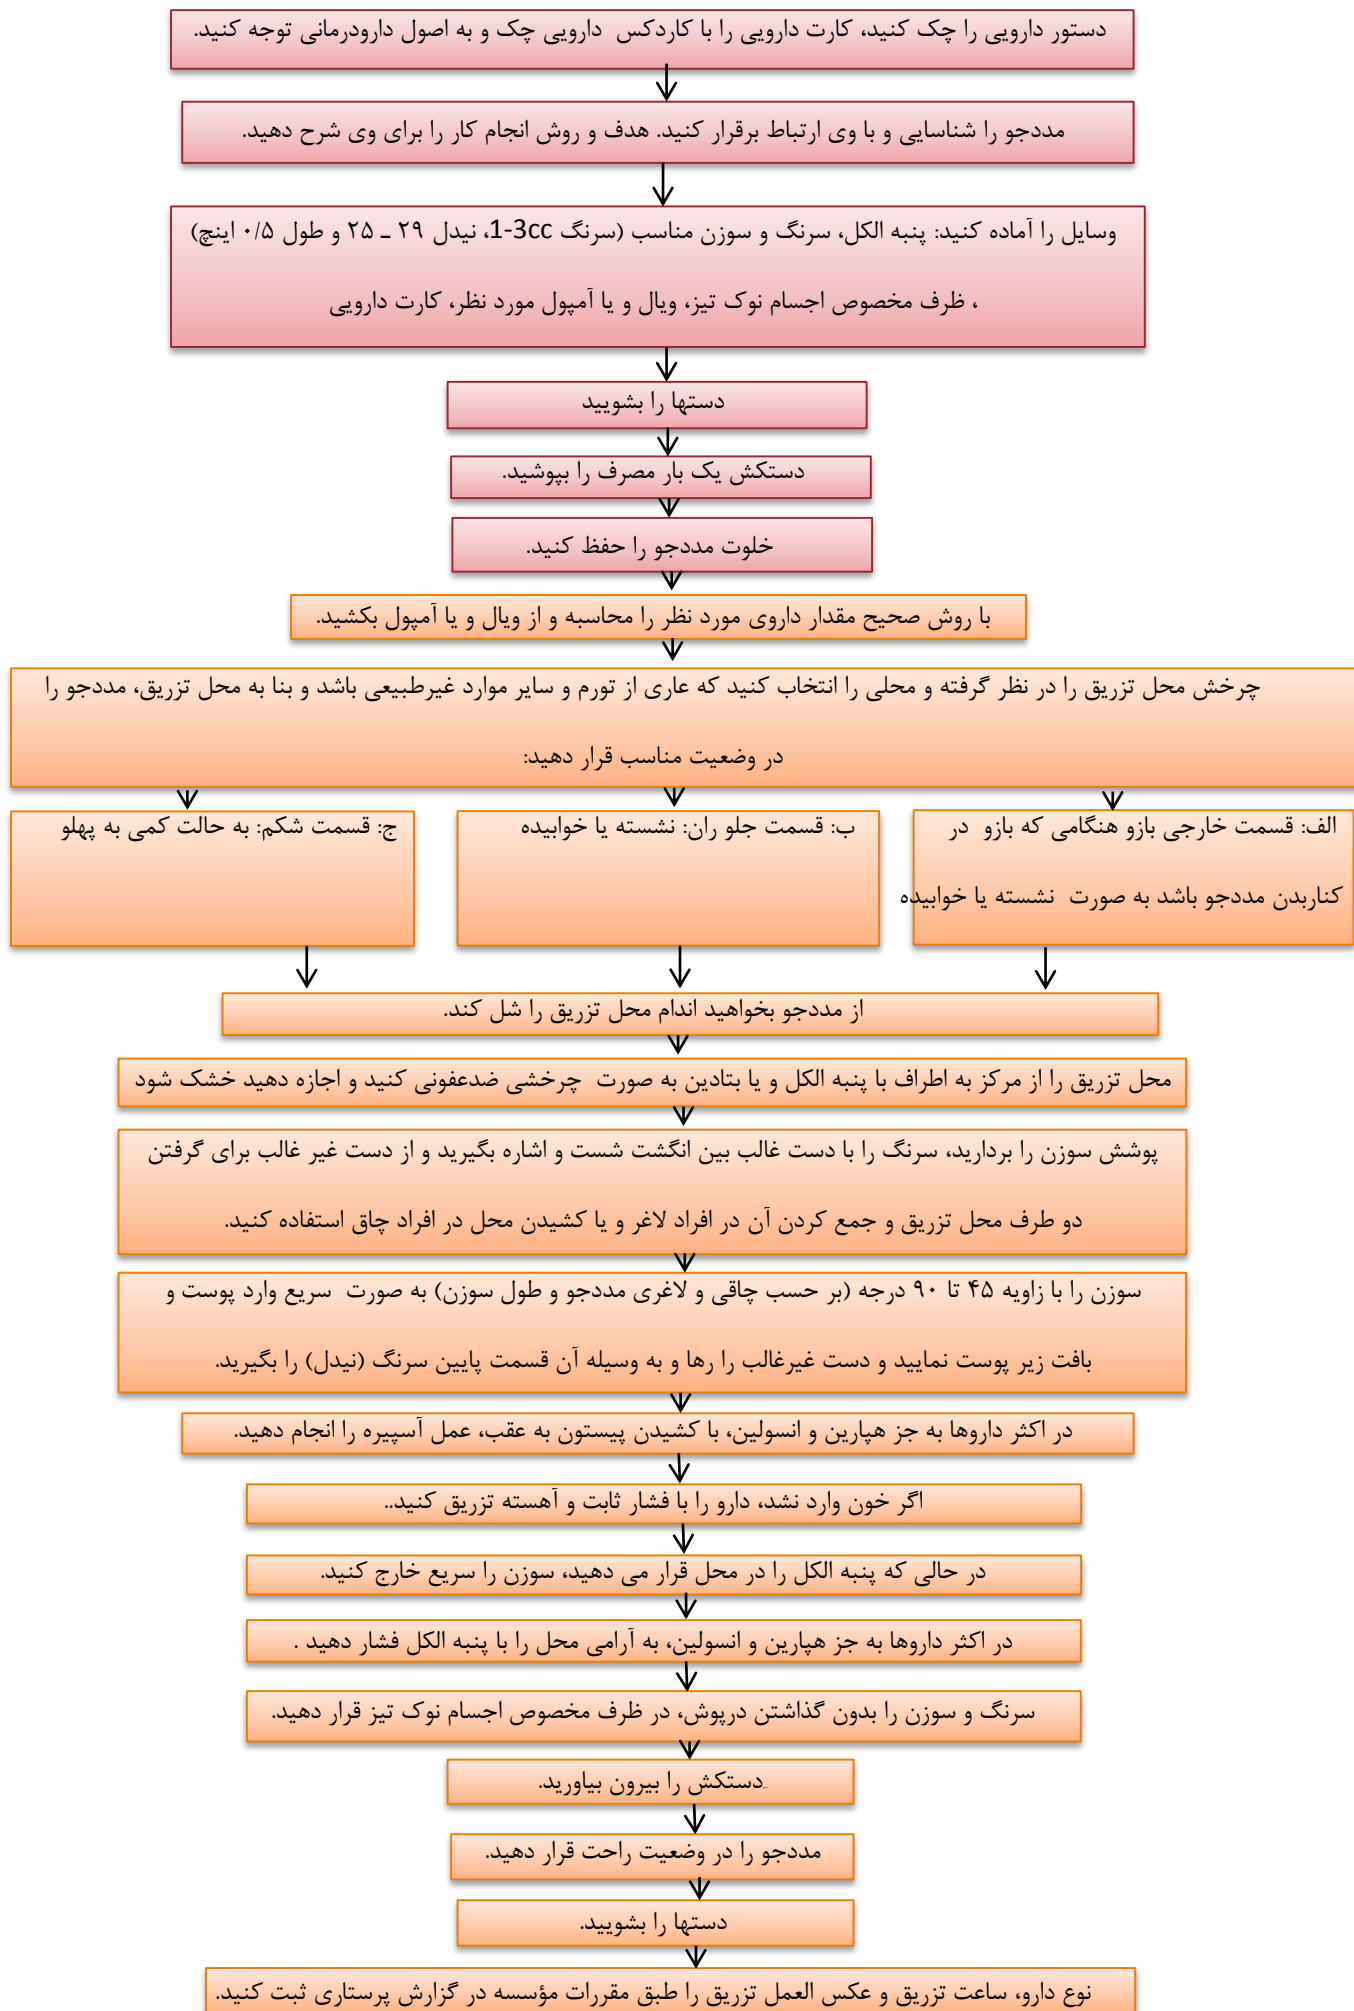 دستور دارویی را چک کنید، کارت دارویی را با کاردکس دارویی چک و به اصول دارودرمانی توجه کنید.
مددجو را شناسایی و با وی ارتباط برقرار کنید. هدف و روش انجام کار را برای وی شرح دهید.
وسایل را آماده کنید: پنبه الکل، سرنگ و سوزن مناسب (سرنگ 1-3cc، نیدل ۲۹ ـ ۲۵ و طول ۰/۵ اینچ)
، ظرف مخصوص اجسام نوک تیز، ویال و یا آمپول مورد نظر، کارت دارویی
دستها را بشویید
دستکش یک بار مصرف را بپوشید.
خلوت مددجو را حفظ کنید.
با روش صحیح مقدار داروی مورد نظر را محاسبه و از ویال و یا آمپول بکشید.
چرخش محل تزریق را در نظر گرفته و محلی را انتخاب کنید که عاری از تورم و سایر موارد غیرطبیعی باشد و بنا به محل تزریق، مددجو را
در وضعیت مناسب قرار دهید:
الف: قسمت خارجی بازو هنگامی که بازو در
کناربدن مددجو باشد به صورت نشسته یا خوابیده
ب: قسمت جلو ران: نشسته یا خوابیده
ج: قسمت شکم: به حالت کمی به پهلو
از مددجو بخواهید اندام محل تزریق را شل کند.
محل تزریق را از مرکز به اطراف با پنبه الکل و یا بتادین به صورت چرخشی ضدعفونی کنید و اجازه دهید خشک شود
پوشش سوزن را بردارید، سرنگ را با دست غالب بین انگشت شست و اشاره بگیرید و از دست غیر غالب برای گرفتن
دو طرف محل تزریق و جمع کردن آن در افراد لاغر و یا کشیدن محل در افراد چاق استفاده کنید.
سوزن را با زاویه ۴۵ تا ۹۰ درجه (بر حسب چاقی و لاغری مددجو و طول سوزن) به صورت سریع وارد پوست و
بافت زیر پوست نمایید و دست غیرغالب را رها و به وسیله آن قسمت پایین سرنگ (نیدل) را بگیرید.
در اکثر داروها به جز هپارین و انسولین، با کشیدن پیستون به عقب، عمل آسپیره را انجام دهید.
اگر خون وارد نشد، دارو را با فشار ثابت و آهسته تزریق کنید..
در حالی که پنبه الکل را در محل قرار می دهید، سوزن را سریع خارج کنید.
در اکثر داروها به جز هپارین و انسولین، به آرامی محل را با پنبه الکل فشار دهید .
سرنگ و سوزن را بدون گذاشتن درپوش، در ظرف مخصوص اجسام نوک تیز قرار دهید.
دستکش را بیرون بیاورید.
مددجو را در وضعیت راحت قرار دهید.
دستها را بشویید.
نوع دارو، ساعت تزریق و عکس العمل تزریق را طبق مقررات مؤسسه در گزارش پرستاری ثبت کنید.